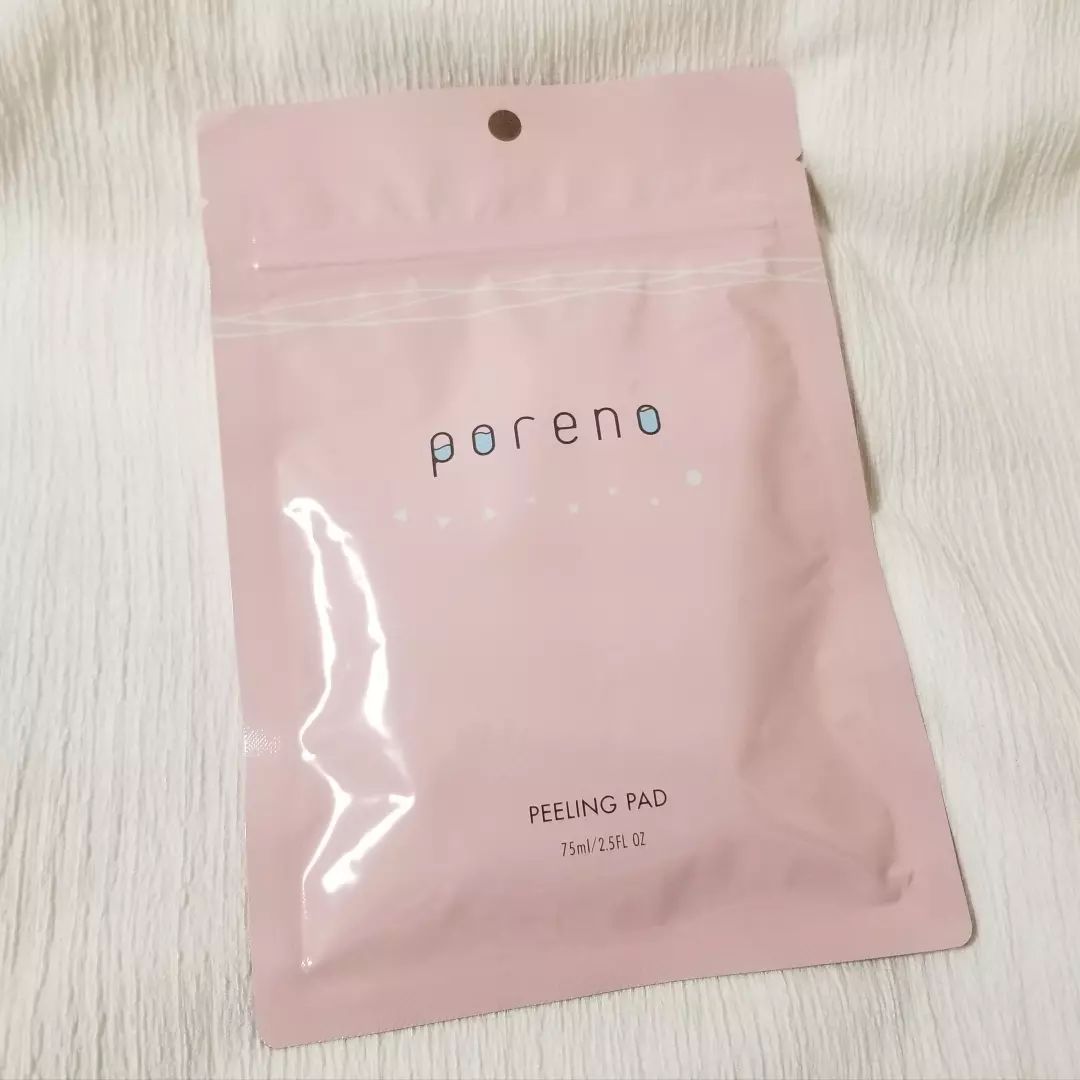 poreno
PEELING PAD
75ml/2.5FL OZ